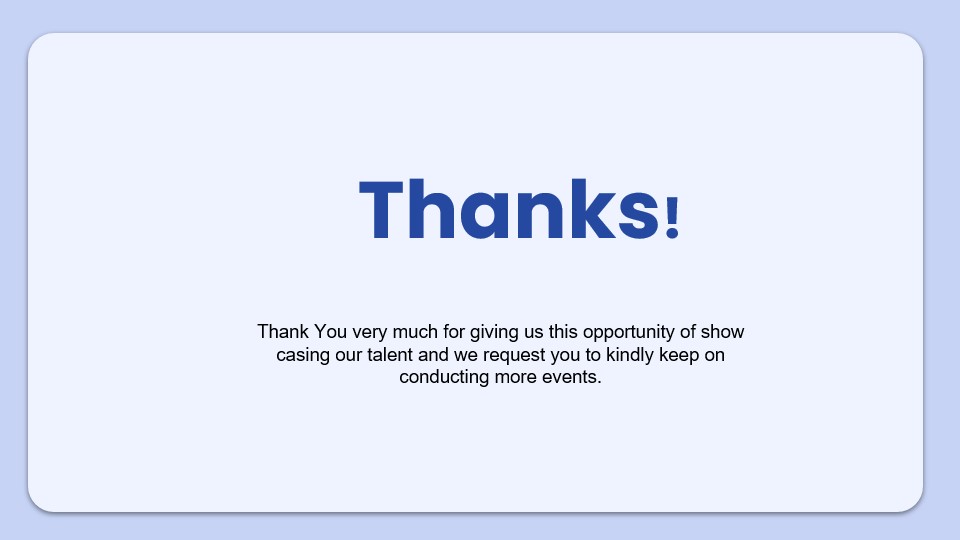 Thanks!
Thank You very much for giving us this opportunity of show
casing our talent and we request you to kindly keep on
conducting more events.